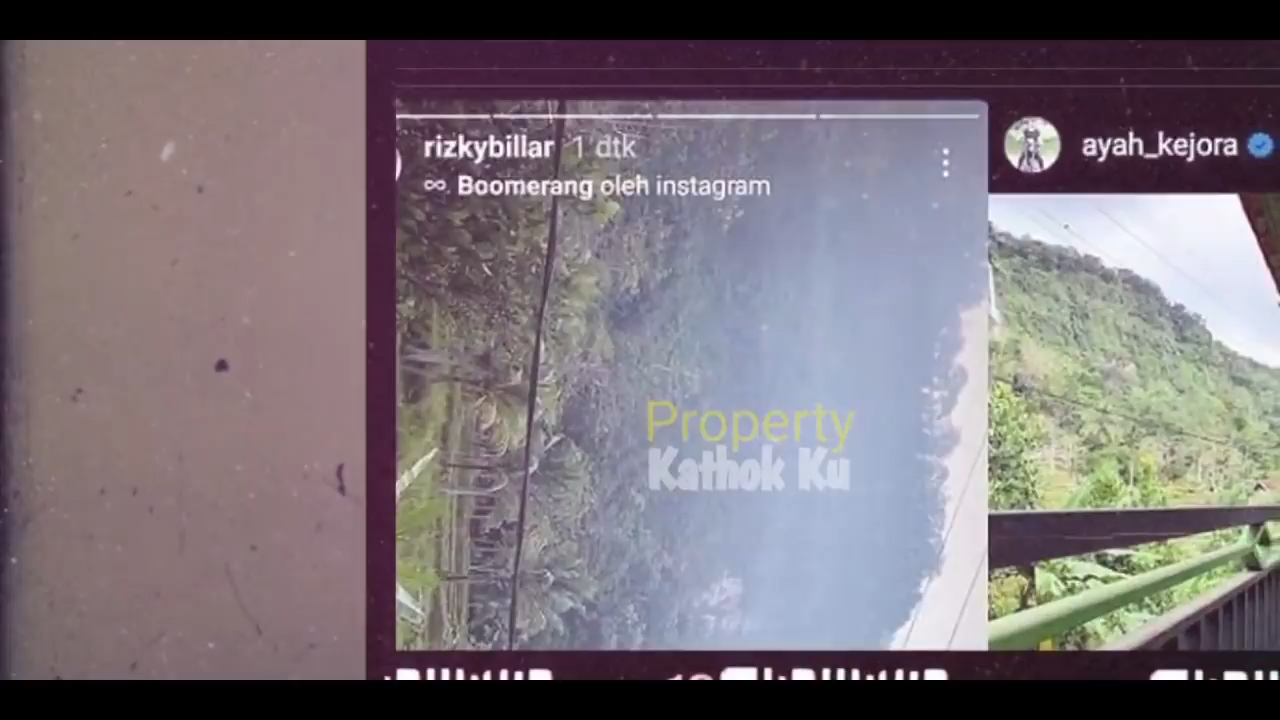 rizkybillar 1 dtk
∞ Boomerang oleh instagram
ayah_kejora
Property
Kathok Ku